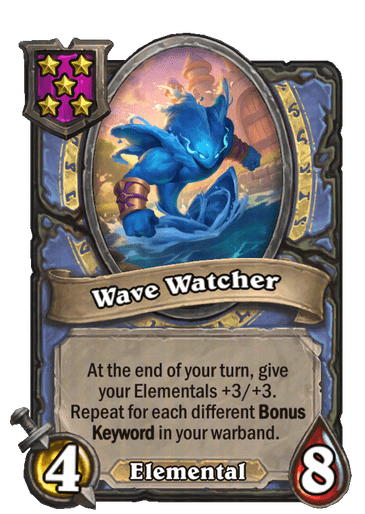 Wave Watcher
At the end of your turn, give
your Elementals +3/+3.
Repeat for each different Bonus
Keyword in your warband.
4
Elemental
8